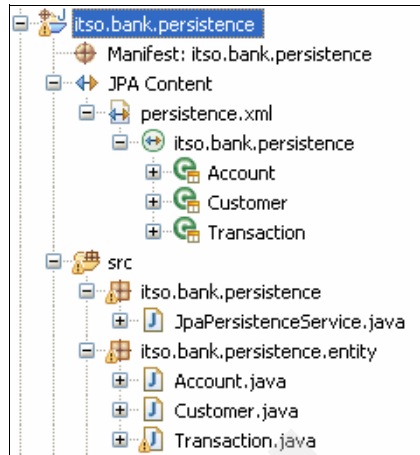 itso.bank.persistence
Manifest: itso.bank.persistence
JPA Content
persistence.xml
itso.bank.persistence
Account
Customer
Transaction
src
itso.bank.persistence
JpaPersistenceService.java
itso.bank.persistence.entity
Account.java
Customer.java
Transaction.java